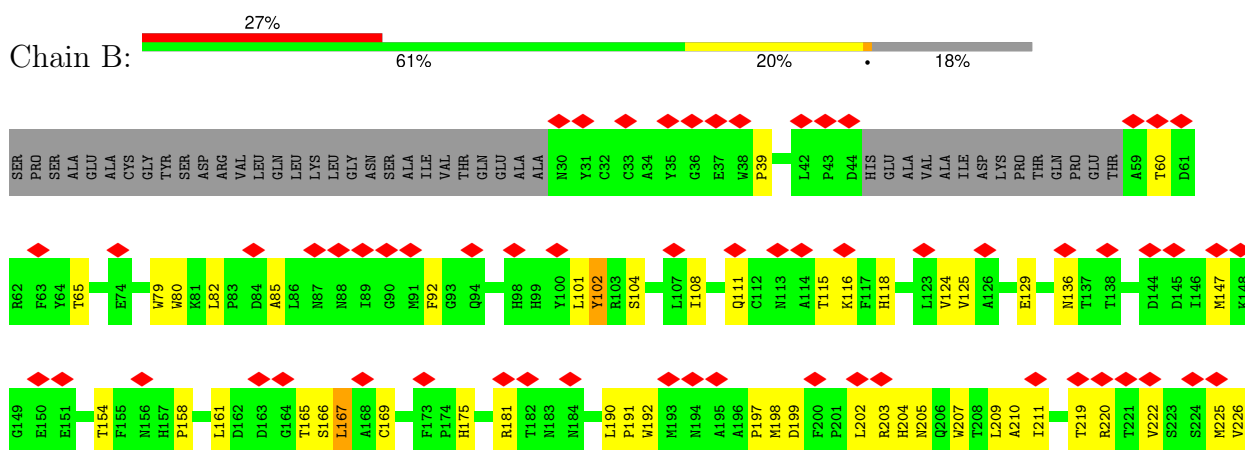 27%
Chain B:
61% 20% • 18%
SER PRO SER ALA GLU ALA CYS GLY TYR SER ASP ARG VAL LEU GLN LEU LYS LEU GLY ASN SER ALA ILE VAL THR GLN GLU ALA ALA N30 Y31 C32 C33 A34 Y35 G36 E37 W38 P39 L42 P43 D44 HIS GLU ALA VAL ALA ILE ASP LYS PRO THR GLN PRO GLU THR A59 T60 D61
R62 F63 Y64 T65 E74 W79 W80 K81 L82 P83 D84 A85 L86 N87 N88 I89 G90 M91 F92 G93 Q94 H98 H99 Y100 L101 Y102 R103 S104 L107 I108 Q111 C112 N113 A114 T115 K116 F117 H118 L123 V124 V125 A126 E129 N136 T137 T138 D144 D145 I146 M147 W148
G149 E150 E151 T154 F155 N156 H157 P158 L161 D162 D163 G164 T165 S166 L167 A168 C169 F173 P174 H175 R181 T182 N183 N184 L190 P191 W192 M193 N194 A195 A196 P197 M198 D199 F200 P201 L202 R203 H204 N205 Q206 W207 T208 L209 A210 I211 T219 R220 T221 V222 S223 S224 M225 V226